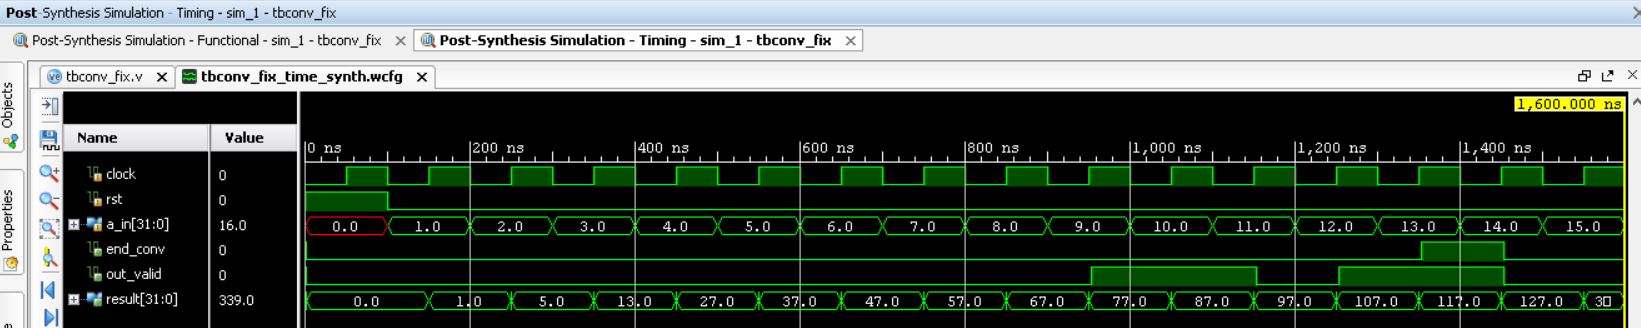 Post-Synthesis Simulation - Timing - sim_1 - tbconv_fix
Post-Synthesis Simulation - Functional - sim_1 - tbconv_fix × Post-Synthesis Simulation - Timing - sim_1 - tbconv_fix ×
Objects
Properties
tbconv_fix.v × tbconv_fix_time_synth.wcfg ×
1,600.000 ns
Name Value
0 ns 200 ns 400 ns 600 ns 800 ns 1,000 ns 1,200 ns 1,400 ns
clock 0
rst 0
a_in[31:0] 16.0 0.0 1.0 2.0 3.0 4.0 5.0 6.0 7.0 8.0 9.0 10.0 11.0 12.0 13.0 14.0 15.0
end_conv 0
out_valid 0
result[31:0] 339.0 0.0 1.0 5.0 13.0 27.0 37.0 47.0 57.0 67.0 77.0 87.0 97.0 107.0 117.0 127.0 3